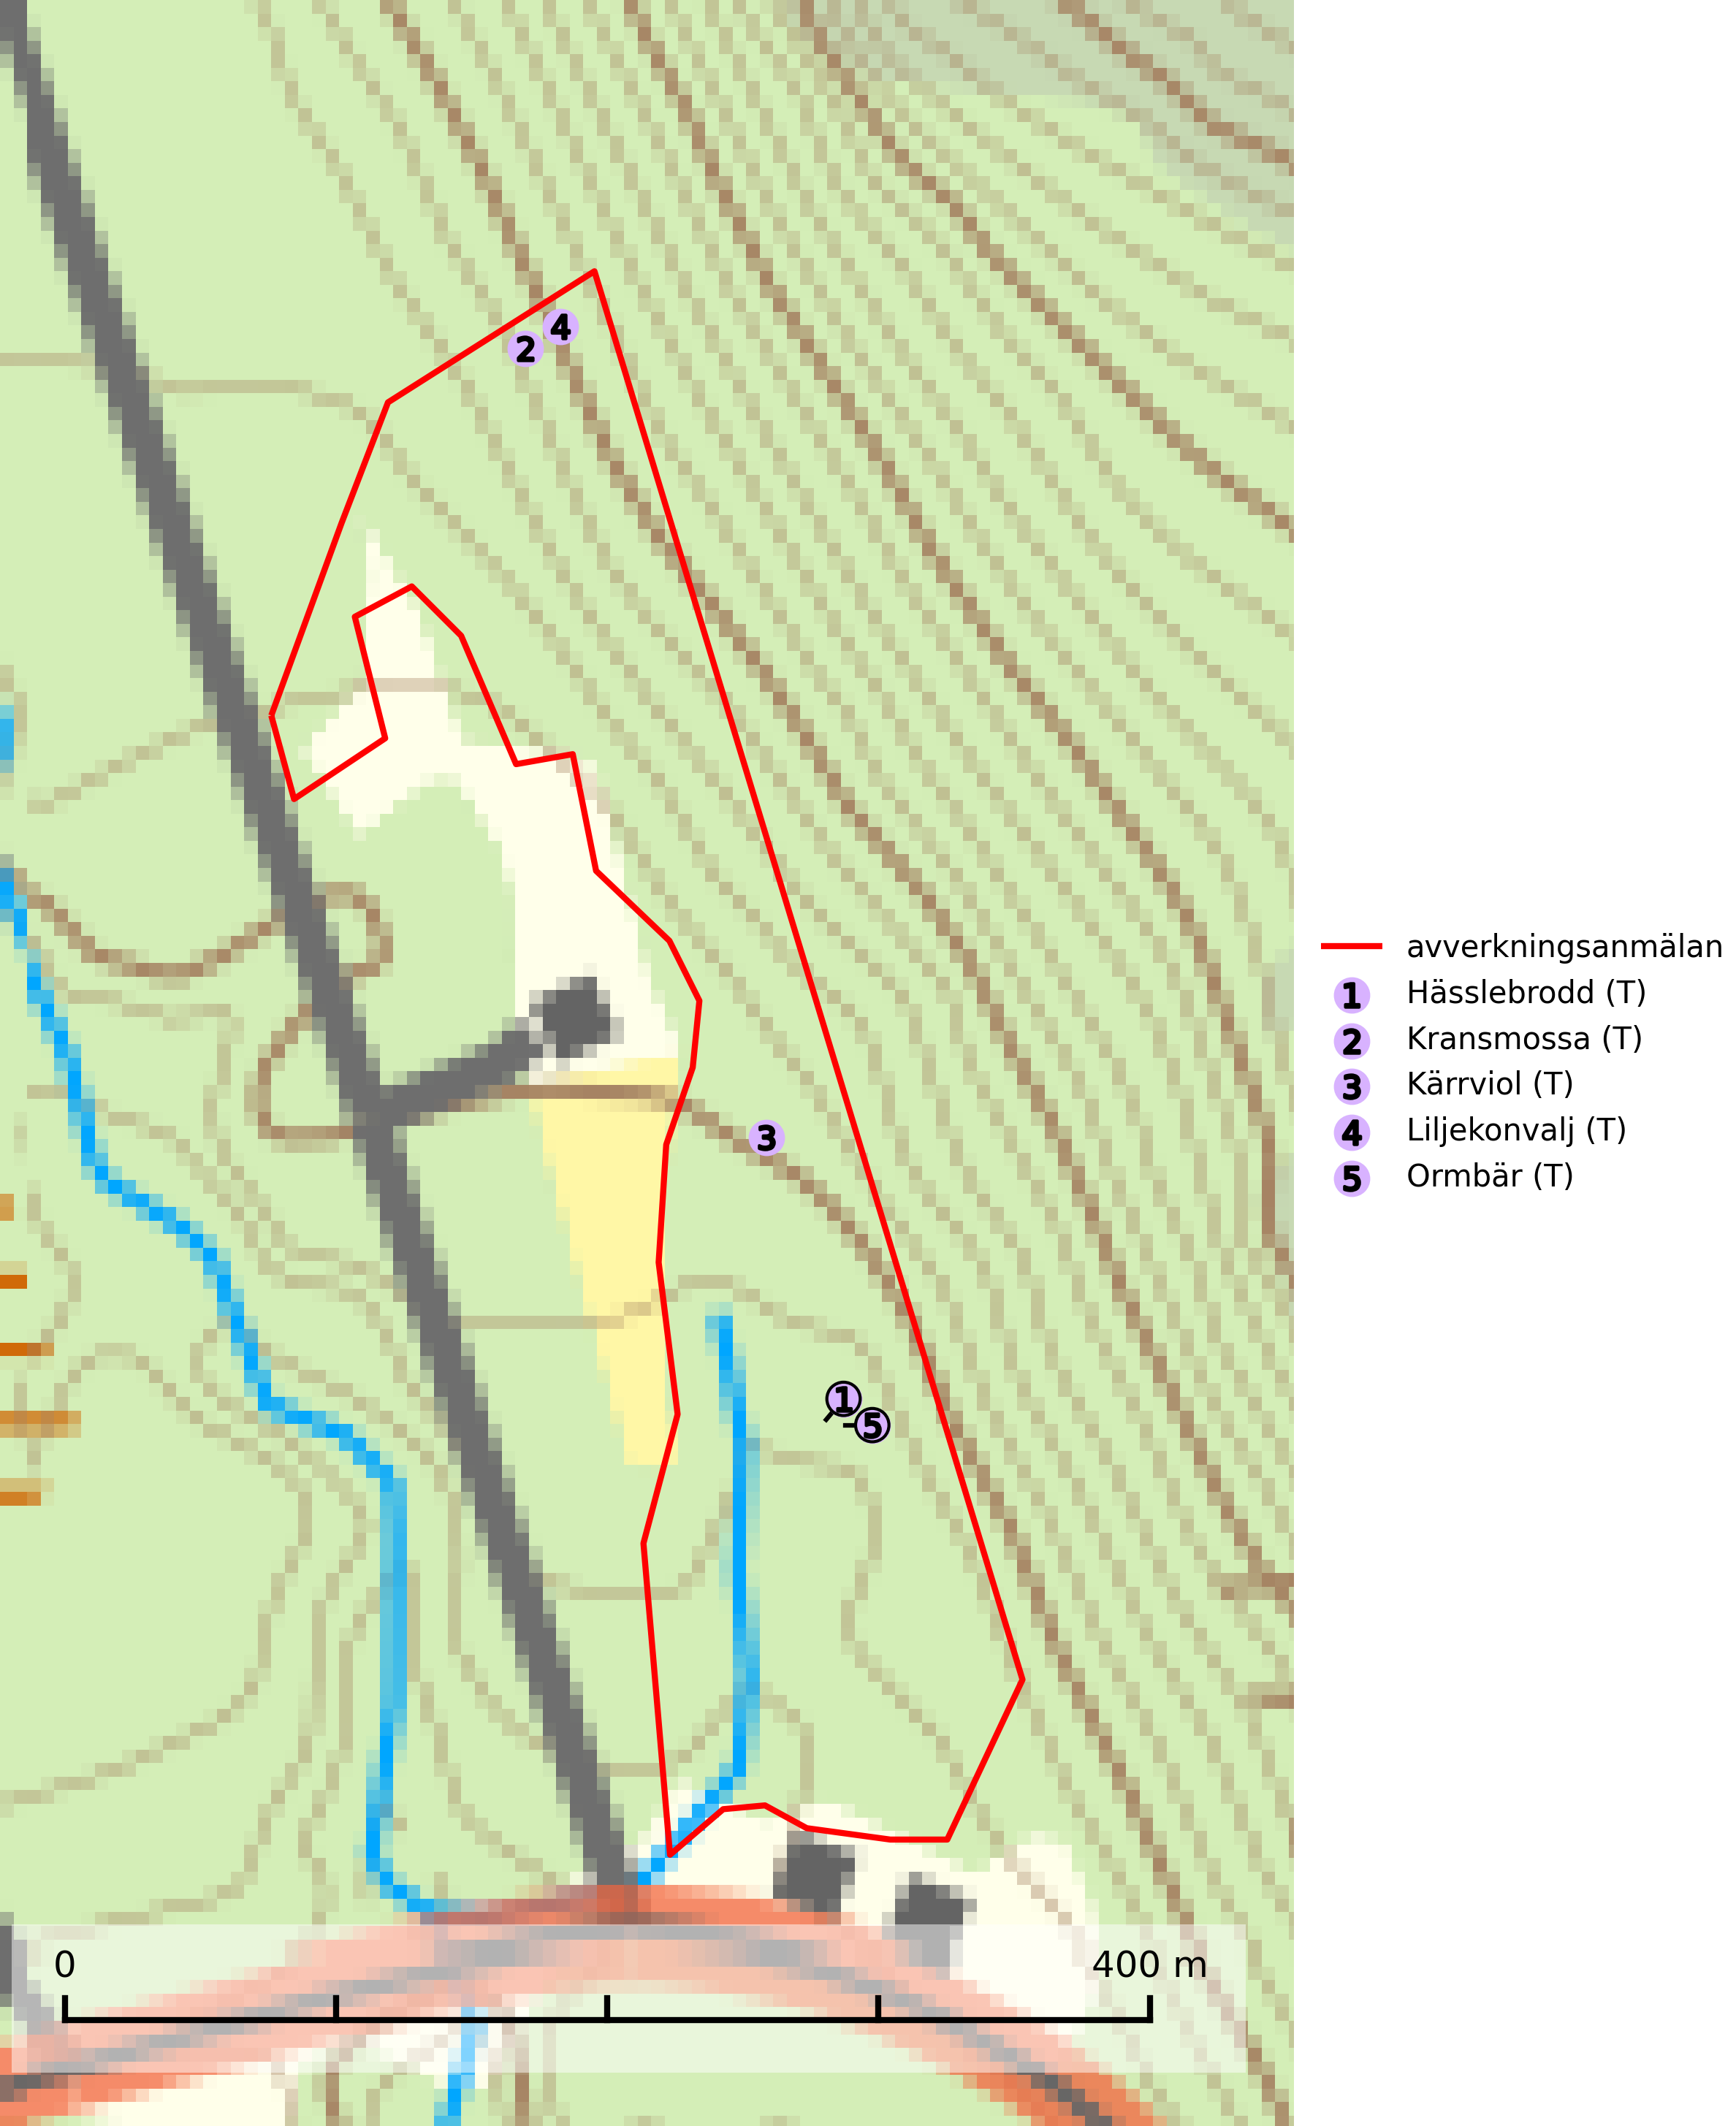 4
2
3
1
5
avverkningsanmälan
1 Hässlebrodd (T)
2 Kransmossa (T)
3 Kärrviol (T)
4 Liljekonvalj (T)
5 Ormbär (T)
0 400 m